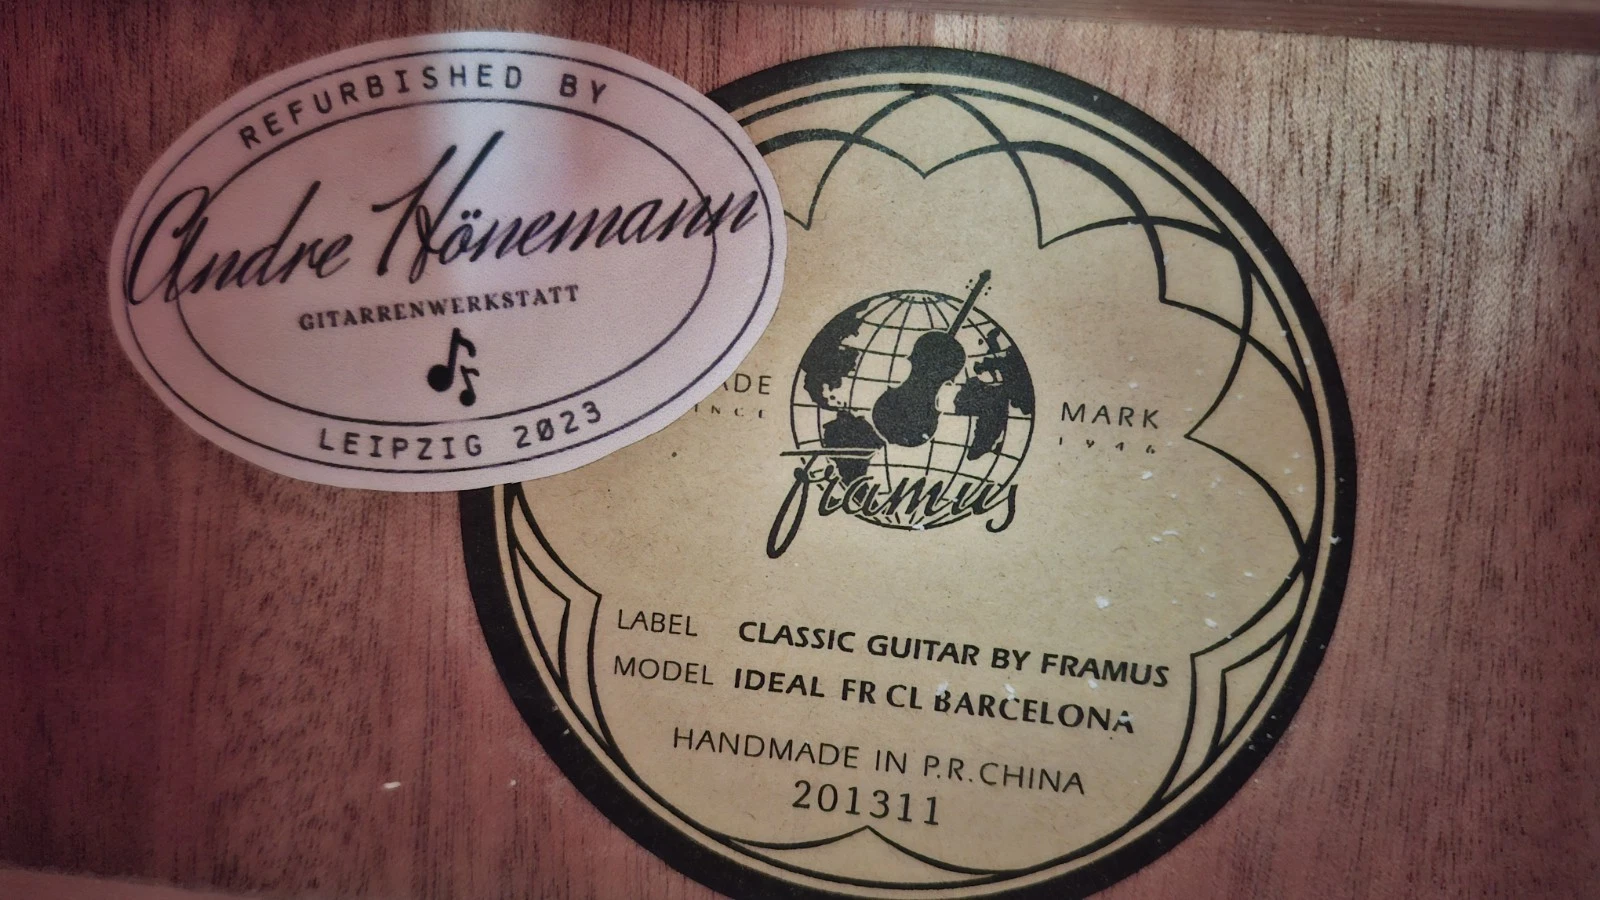 REFURBISHED BY
Andre Hönemann
GITARRENWERKSTATT
LEIPZIG 2023
MARK
1946
framus
LABEL CLASSIC GUITAR BY FRAMUS
MODEL IDEAL FR CL BARCELONA
HANDMADE IN P.R. CHINA
201311